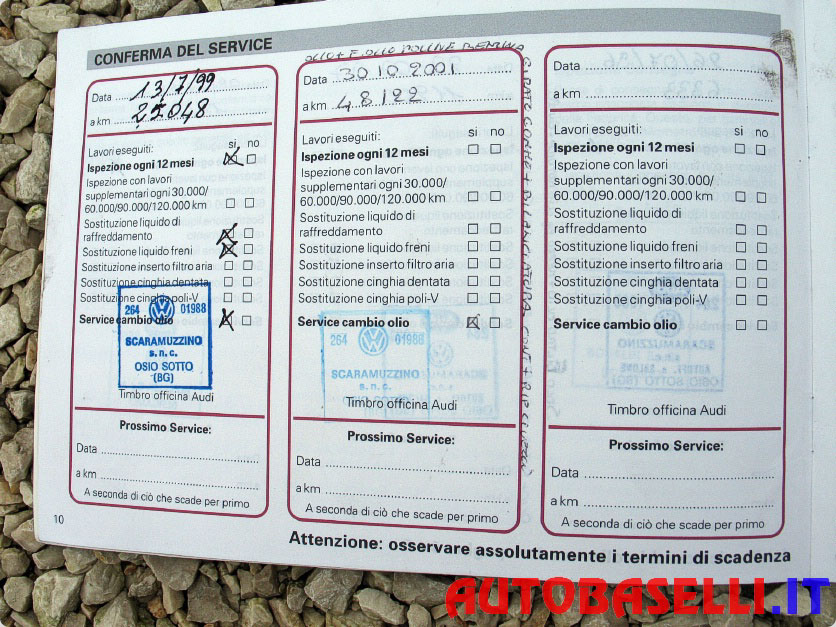 CONFERMA DEL SERVICE
Data 13/7/99
a km 27048
Lavori eseguiti: si no
Ispezione ogni 12 mesi
Ispezione con lavori
supplementari ogni 30.000/
60.000/90.000/120.000 km
Sostituzione liquido di
raffreddamento
Sostituzione liquido freni
Sostituzione inserto filtro aria
Sostituzione cinghia dentata
Sostituzione cinghia poli-V
Service cambio olio
264 01988
SCARAMUZZINO
s.n.c.
OSIO SOTTO
(BG)
Timbro officina Audi
Prossimo Service:
Data
a km
A seconda di ciò che scade per primo
10
OLIO + F. OLIO POLLINE BENZINA
Data 30 10 2001
a km 48122
Lavori eseguiti: si no
Ispezione ogni 12 mesi
Ispezione con lavori
supplementari ogni 30.000/
60.000/90.000/120.000 km
Sostituzione liquido di
raffreddamento
Sostituzione liquido freni
Sostituzione inserto filtro aria
Sostituzione cinghia dentata
Sostituzione cinghia poli-V
Service cambio olio
264 01988
SCARAMUZZINO
s.n.c.
OSIO SOTTO
Timbro officina Audi
Prossimo Service:
Data
a km
A seconda di ciò che scade per primo
Data
a km
Lavori eseguiti: si no
Ispezione ogni 12 mesi
Ispezione con lavori
supplementari ogni 30.000/
60.000/90.000/120.000 km
Sostituzione liquido di
raffreddamento
Sostituzione liquido freni
Sostituzione inserto filtro aria
Sostituzione cinghia dentata
Sostituzione cinghia poli-V
Service cambio olio
Timbro officina Audi
Prossimo Service:
Data
a km
A seconda di ciò che scade per primo
Attenzione: osservare assolutamente i termini di scadenza
AUTOBASELLI.IT